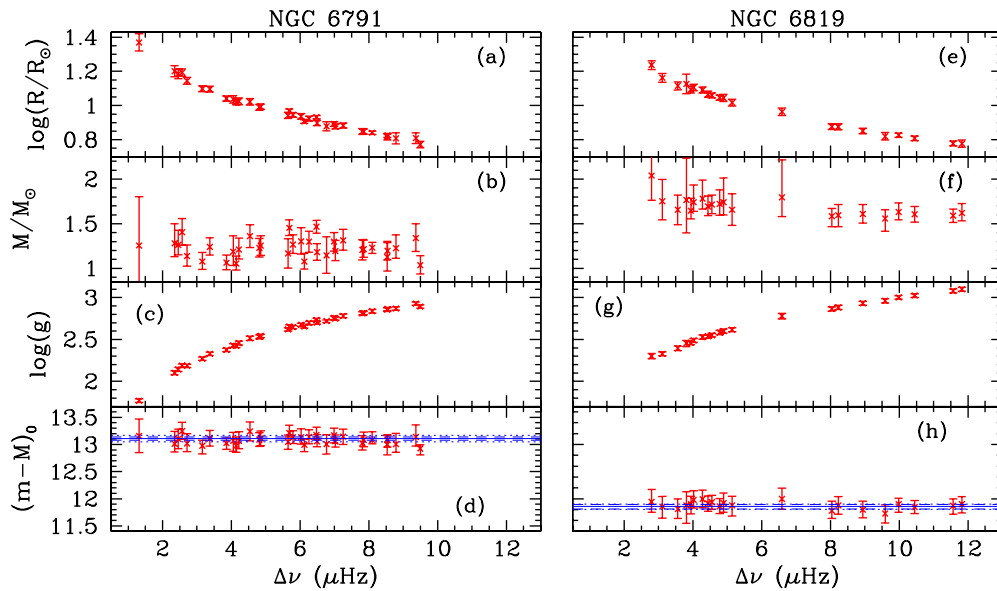 NGC 6791
NGC 6819
log(R/R⊙)
1.4
1.2
1
0.8
(a)
(e)
M/M⊙
2
1.5
1
(b)
(f)
log(g)
3
2.5
2
(c)
(g)
(m−M)₀
13.5
13
12.5
12
11.5
(d)
(h)
2 4 6 8 10 12
2 4 6 8 10 12
Δν (μHz)
Δν (μHz)